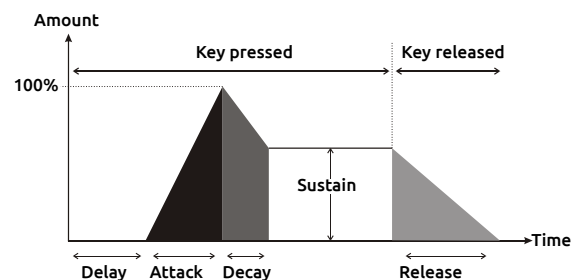 Amount
Key pressed
Key released
100%
Sustain
Time
Delay
Attack
Decay
Release